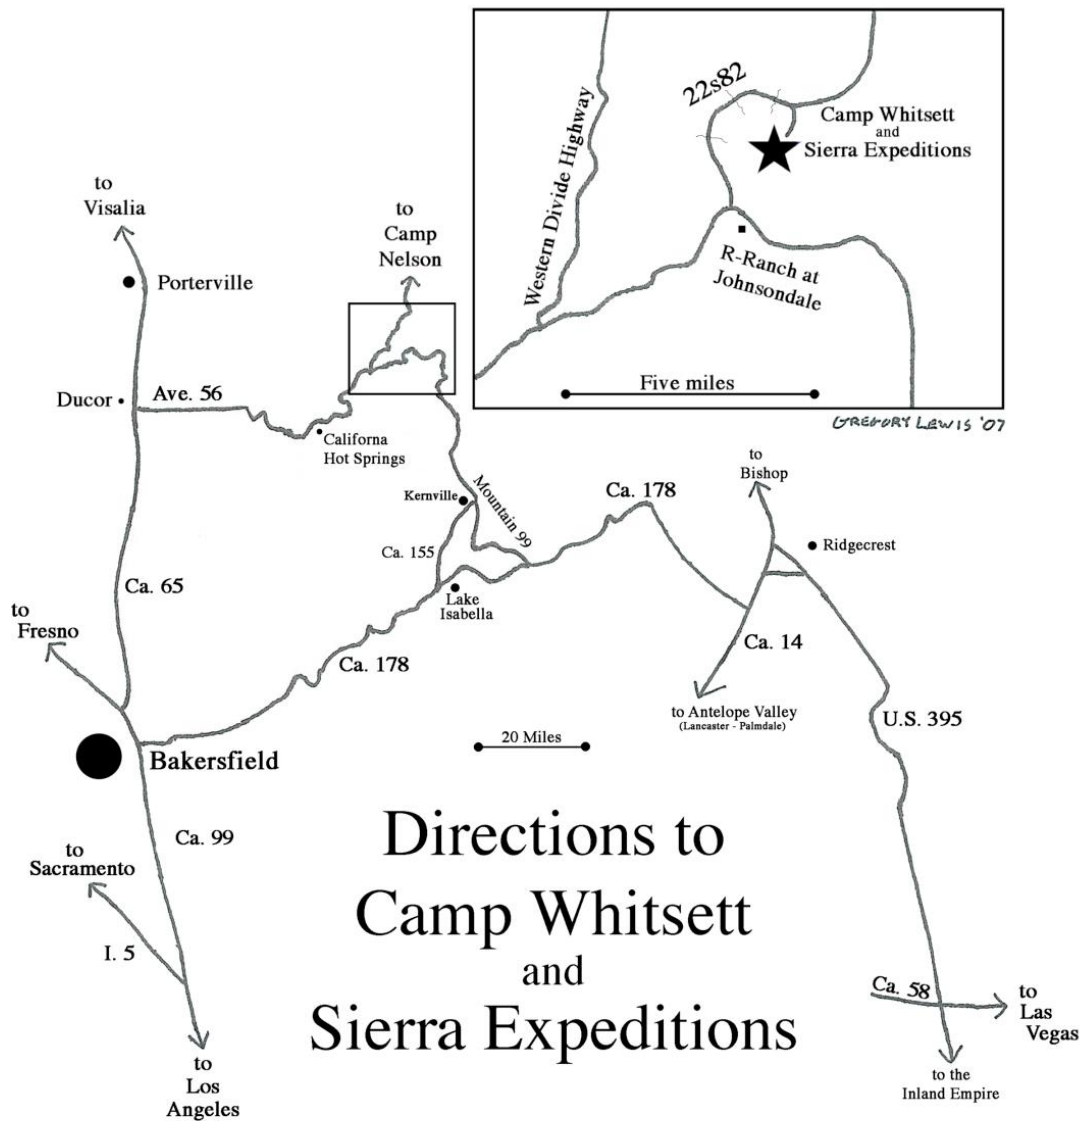 22s82
Western Divide Highway
Camp Whitsett
and
Sierra Expeditions
R-Ranch at
Johnsondale
Five miles
GREGORY LEWIS '07
to
Visalia
to
Camp
Nelson
Porterville
Ducor
Ave. 56
Californa
Hot Springs
Kernville
Mountain 99
Ca. 178
to
Bishop
Ridgecrest
Ca. 155
Lake
Isabella
Ca. 65
to
Fresno
Ca. 178
Ca. 14
to Antelope Valley
(Lancaster - Palmdale)
U.S. 395
20 Miles
Bakersfield
Ca. 99
to
Sacramento
I. 5
Directions to
Camp Whitsett
and
Sierra Expeditions
Ca. 58
to
Las
Vegas
to
Los
Angeles
to the
Inland Empire